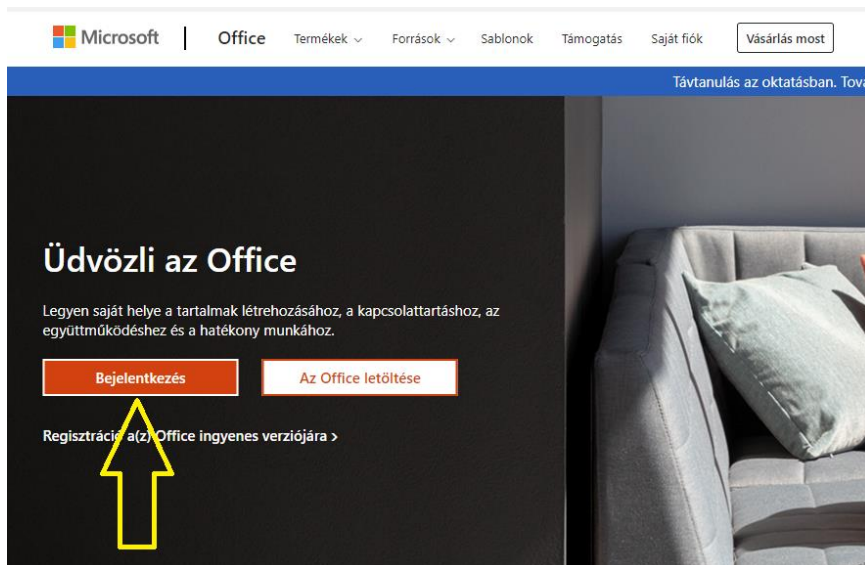 Microsoft Office Termékek Források Sablonok Támogatás Saját fiók Vásárlás most
Távtanulás az oktatásban.
Üdvözli az Office
Legyen saját helye a tartalmak létrehozásához, a kapcsolattartáshoz, az
együttműködéshez és a hatékony munkához.
Bejelentkezés Az Office letöltése
Regisztráció a(z) Office ingyenes verziójára >